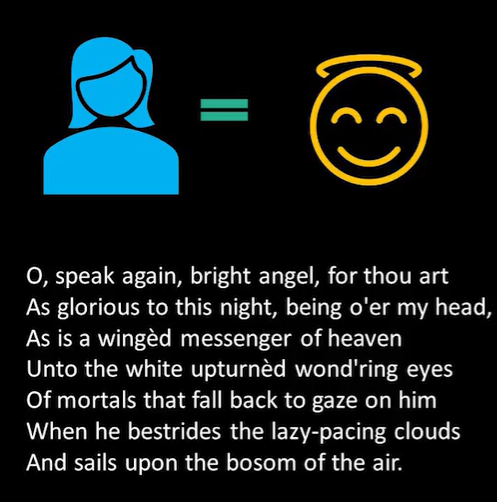 O, speak again, bright angel, for thou art
As glorious to this night, being o'er my head,
As is a wingèd messenger of heaven
Unto the white upturnèd wond'ring eyes
Of mortals that fall back to gaze on him
When he bestrides the lazy-pacing clouds
And sails upon the bosom of the air.